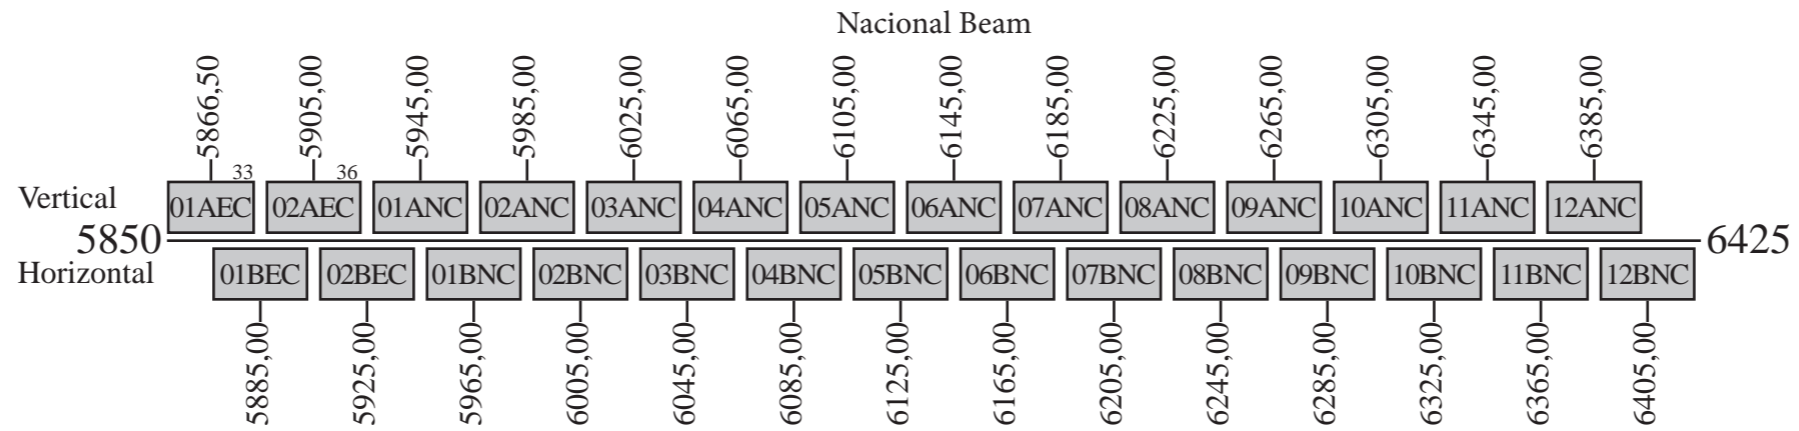 Nacional Beam
5866,50 5905,00 5945,00 5985,00 6025,00 6065,00 6105,00 6145,00 6185,00 6225,00 6265,00 6305,00 6345,00 6385,00
33 36
Vertical 01AEC 02AEC 01ANC 02ANC 03ANC 04ANC 05ANC 06ANC 07ANC 08ANC 09ANC 10ANC 11ANC 12ANC
5850 6425
Horizontal 01BEC 02BEC 01BNC 02BNC 03BNC 04BNC 05BNC 06BNC 07BNC 08BNC 09BNC 10BNC 11BNC 12BNC
5885,00 5925,00 5965,00 6005,00 6045,00 6085,00 6125,00 6165,00 6205,00 6245,00 6285,00 6325,00 6365,00 6405,00